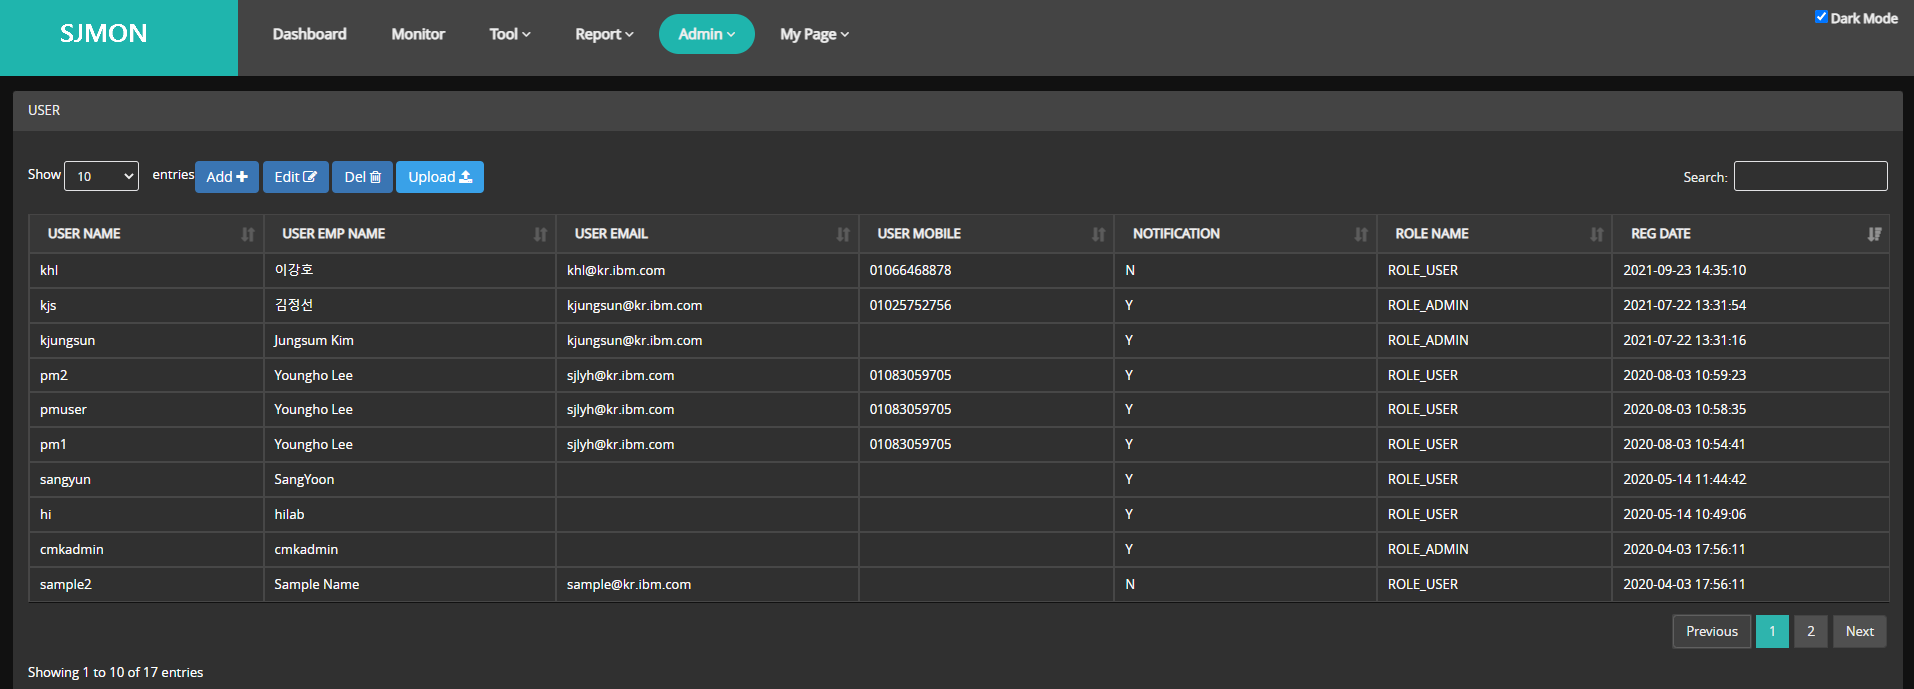 SJMON
Dashboard Monitor Tool Report Admin My Page Dark Mode
USER
Show 10 entries Add Edit Del Upload Search:
USER NAME USER EMP NAME USER EMAIL USER MOBILE NOTIFICATION ROLE NAME REG DATE
khl 이강호 khl@kr.ibm.com 01066468878 N ROLE_USER 2021-09-23 14:35:10
kjs 김정선 kjungsun@kr.ibm.com 01025752756 Y ROLE_ADMIN 2021-07-22 13:31:54
kjungsun Jungsum Kim kjungsun@kr.ibm.com Y ROLE_ADMIN 2021-07-22 13:31:16
pm2 Youngho Lee sjlyh@kr.ibm.com 01083059705 Y ROLE_USER 2020-08-03 10:59:23
pmuser Youngho Lee sjlyh@kr.ibm.com 01083059705 Y ROLE_USER 2020-08-03 10:58:35
pm1 Youngho Lee sjlyh@kr.ibm.com 01083059705 Y ROLE_USER 2020-08-03 10:54:41
sangyun SangYoon Y ROLE_USER 2020-05-14 11:44:42
hi hilab Y ROLE_USER 2020-05-14 10:49:06
cmkadmin cmkadmin Y ROLE_ADMIN 2020-04-03 17:56:11
sample2 Sample Name sample@kr.ibm.com N ROLE_USER 2020-04-03 17:56:11
Previous 1 2 Next
Showing 1 to 10 of 17 entries